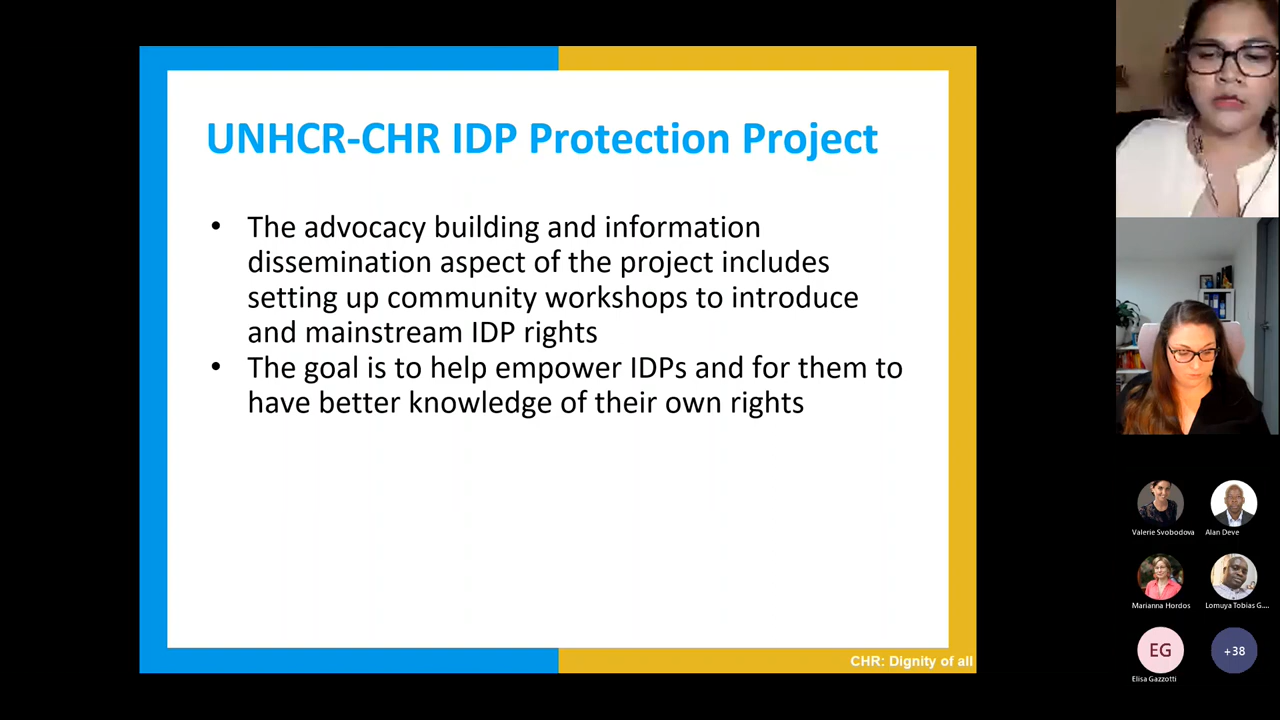 UNHCR-CHR IDP Protection Project
• The advocacy building and information
dissemination aspect of the project includes
setting up community workshops to introduce
and mainstream IDP rights
• The goal is to help empower IDPs and for them to
have better knowledge of their own rights
CHR: Dignity of all
Valerie Svobodova
Alan Deve
Marianna Hordos
Lomuya Tobias G....
EG
+38
Elisa Gazzotti